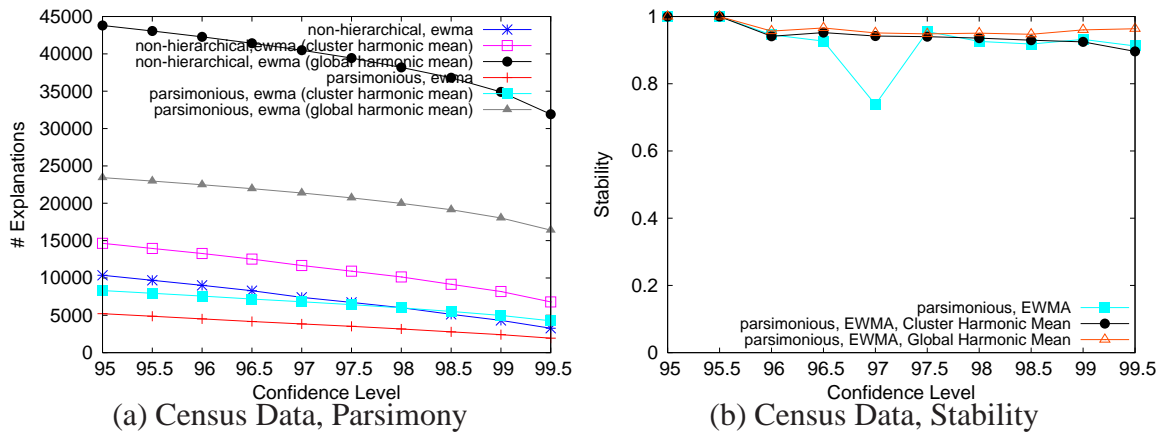 45000
40000
35000
30000
25000
20000
15000
10000
5000
0
# Explanations
non-hierarchical, ewma
non-hierarchical, ewma (cluster harmonic mean)
non-hierarchical, ewma (global harmonic mean)
parsimonious, ewma
parsimonious, ewma (cluster harmonic mean)
parsimonious, ewma (global harmonic mean)
95 95.5 96 96.5 97 97.5 98 98.5 99 99.5
Confidence Level
(a) Census Data, Parsimony
1
0.8
0.6
0.4
0.2
0
Stability
parsimonious, EWMA
parsimonious, EWMA, Cluster Harmonic Mean
parsimonious, EWMA, Global Harmonic Mean
95 95.5 96 96.5 97 97.5 98 98.5 99 99.5
Confidence Level
(b) Census Data, Stability